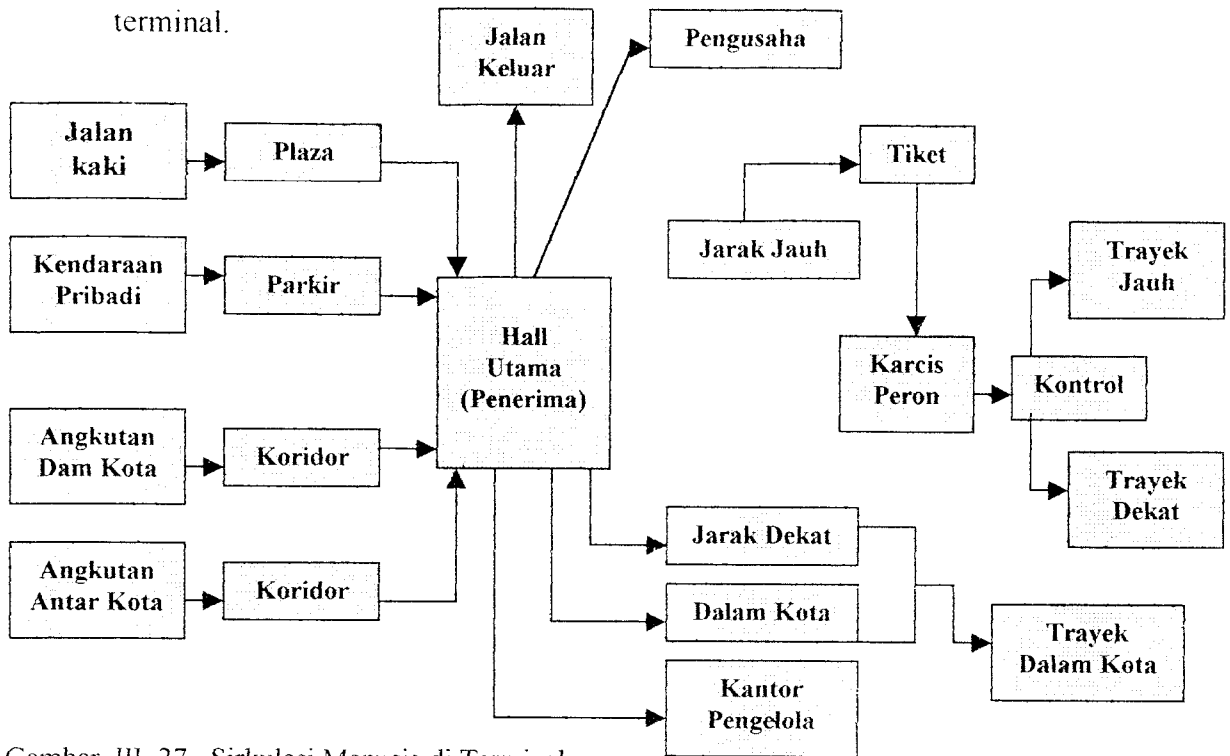 terminal.
Jalan
Keluar
Pengusaha
Jalan
kaki
Plaza
Tiket
Jarak Jauh
Trayek
Jauh
Kendaraan
Pribadi
Parkir
Hall
Utama
(Penerima)
Karcis
Peron
Kontrol
Angkutan
Dam Kota
Koridor
Trayek
Dekat
Jarak Dekat
Angkutan
Antar Kota
Koridor
Dalam Kota
Trayek
Dalam Kota
Kantor
Pengelola
Gambar III. 27. Sirkulasi Manusia di Terminal